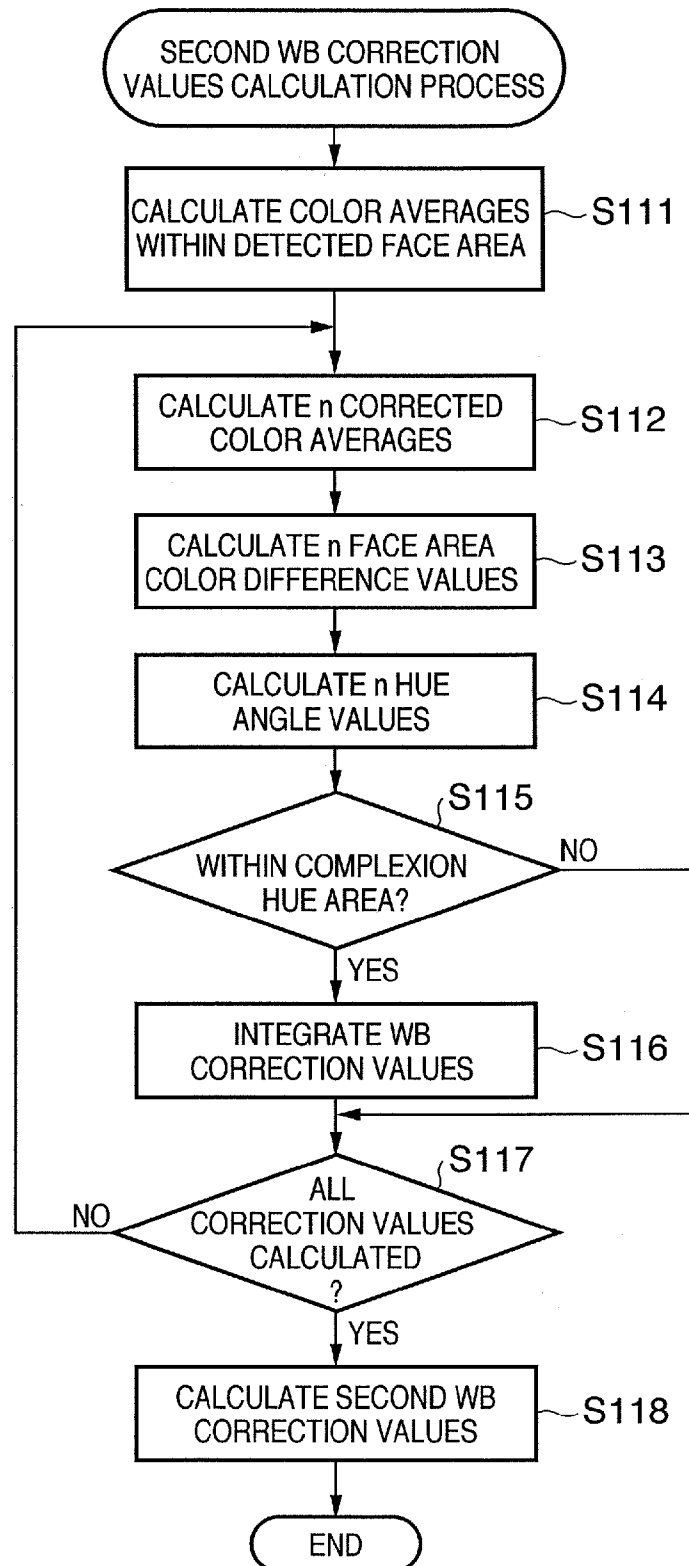 SECOND WB CORRECTION
VALUES CALCULATION PROCESS
CALCULATE COLOR AVERAGES
WITHIN DETECTED FACE AREA
S111
CALCULATE n CORRECTED
COLOR AVERAGES
S112
CALCULATE n FACE AREA
COLOR DIFFERENCE VALUES
S113
CALCULATE n HUE
ANGLE VALUES
S114
S115
WITHIN COMPLEXION
HUE AREA?
NO
YES
INTEGRATE WB
CORRECTION VALUES
S116
S117
ALL
CORRECTION VALUES
CALCULATED
?
NO
YES
CALCULATE SECOND WB
CORRECTION VALUES
S118
END